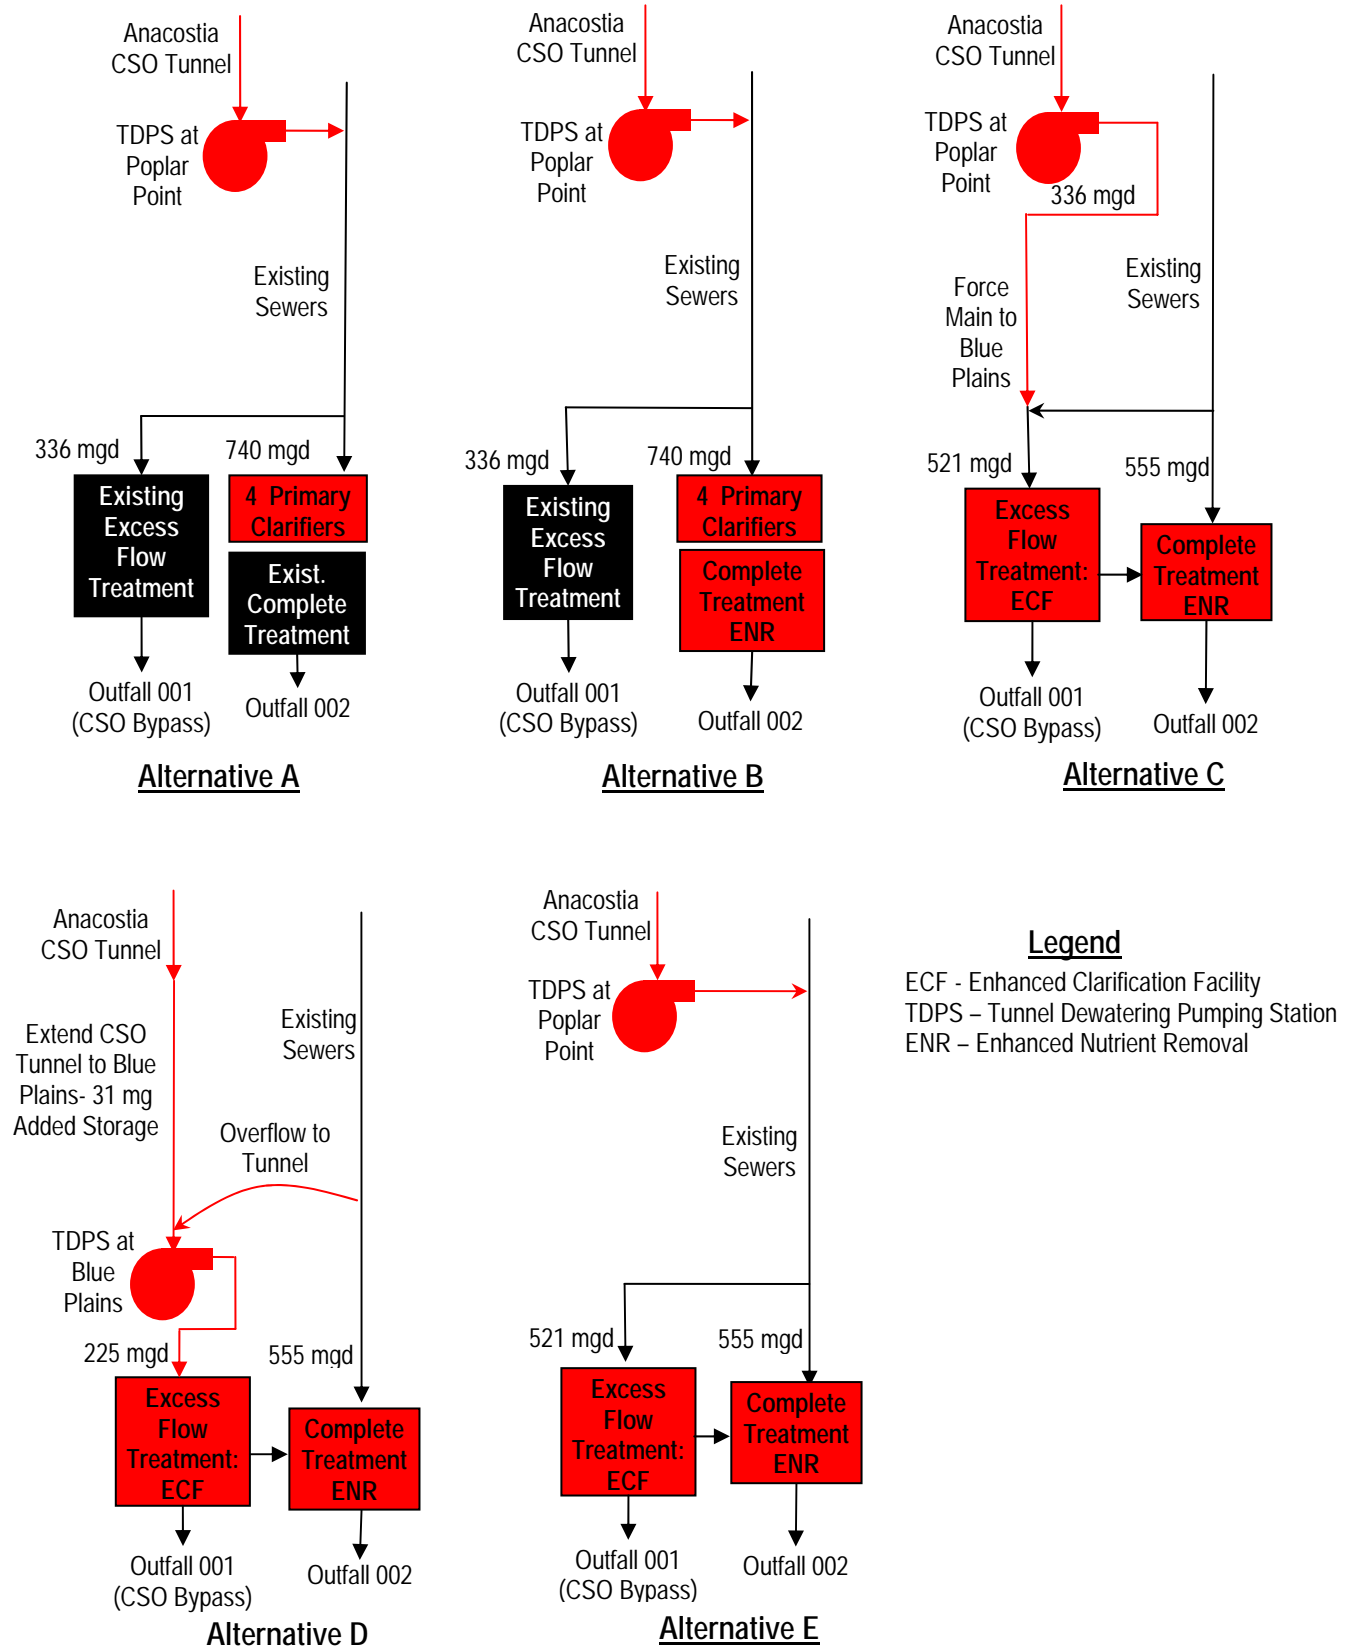 Anacostia
CSO Tunnel
TDPS at
Poplar
Point
Existing
Sewers
336 mgd
740 mgd
Existing
Excess
Flow
Treatment
4 Primary
Clarifiers
Exist.
Complete
Treatment
Outfall 001
(CSO Bypass)
Outfall 002
Alternative A
Anacostia
CSO Tunnel
TDPS at
Poplar
Point
Existing
Sewers
336 mgd
740 mgd
Existing
Excess
Flow
Treatment
4 Primary
Clarifiers
Complete
Treatment
ENR
Outfall 001
(CSO Bypass)
Outfall 002
Alternative B
Anacostia
CSO Tunnel
TDPS at
Poplar
Point
336 mgd
Existing
Sewers
Force
Main to
Blue
Plains
521 mgd
555 mgd
Excess
Flow
Treatment:
ECF
Complete
Treatment
ENR
Outfall 001
(CSO Bypass)
Outfall 002
Alternative C
Anacostia
CSO Tunnel
Extend CSO
Tunnel to Blue
Plains- 31 mg
Added Storage
Existing
Sewers
Overflow to
Tunnel
TDPS at
Blue
Plains
225 mgd
555 mgd
Excess
Flow
Treatment:
ECF
Complete
Treatment
ENR
Outfall 001
(CSO Bypass)
Outfall 002
Alternative D
Anacostia
CSO Tunnel
TDPS at
Poplar
Point
Existing
Sewers
521 mgd
555 mgd
Excess
Flow
Treatment:
ECF
Complete
Treatment
ENR
Outfall 001
(CSO Bypass)
Outfall 002
Alternative E
Legend
ECF - Enhanced Clarification Facility
TDPS – Tunnel Dewatering Pumping Station
ENR – Enhanced Nutrient Removal